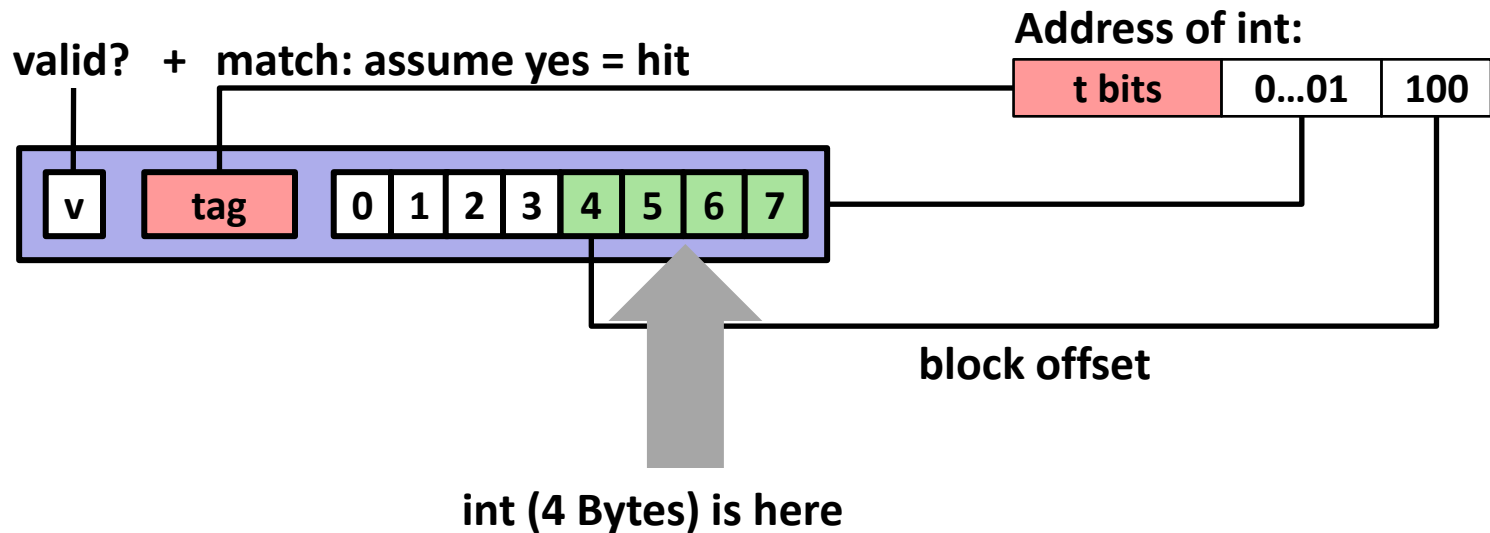 Address of int:
valid? + match: assume yes = hit
t bits 0...01 100
v tag 0 1 2 3 4 5 6 7
block offset
int (4 Bytes) is here